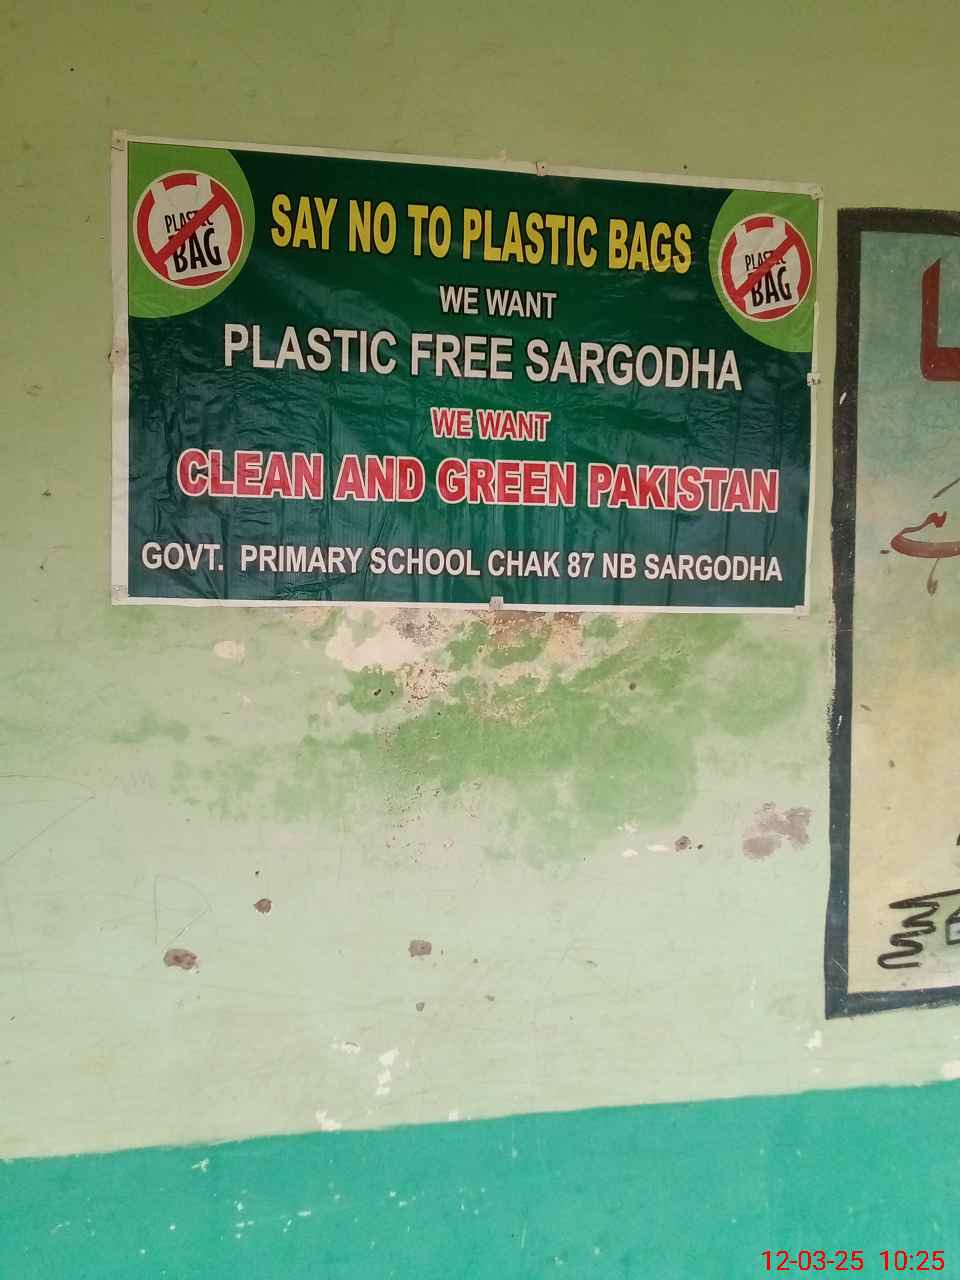 PLASTIC
BAG
SAY NO TO PLASTIC BAGS
PLASTIC
BAG
WE WANT
PLASTIC FREE SARGODHA
WE WANT
CLEAN AND GREEN PAKISTAN
GOVT. PRIMARY SCHOOL CHAK 87 NB SARGODHA
ہے
12-03-25 10:25